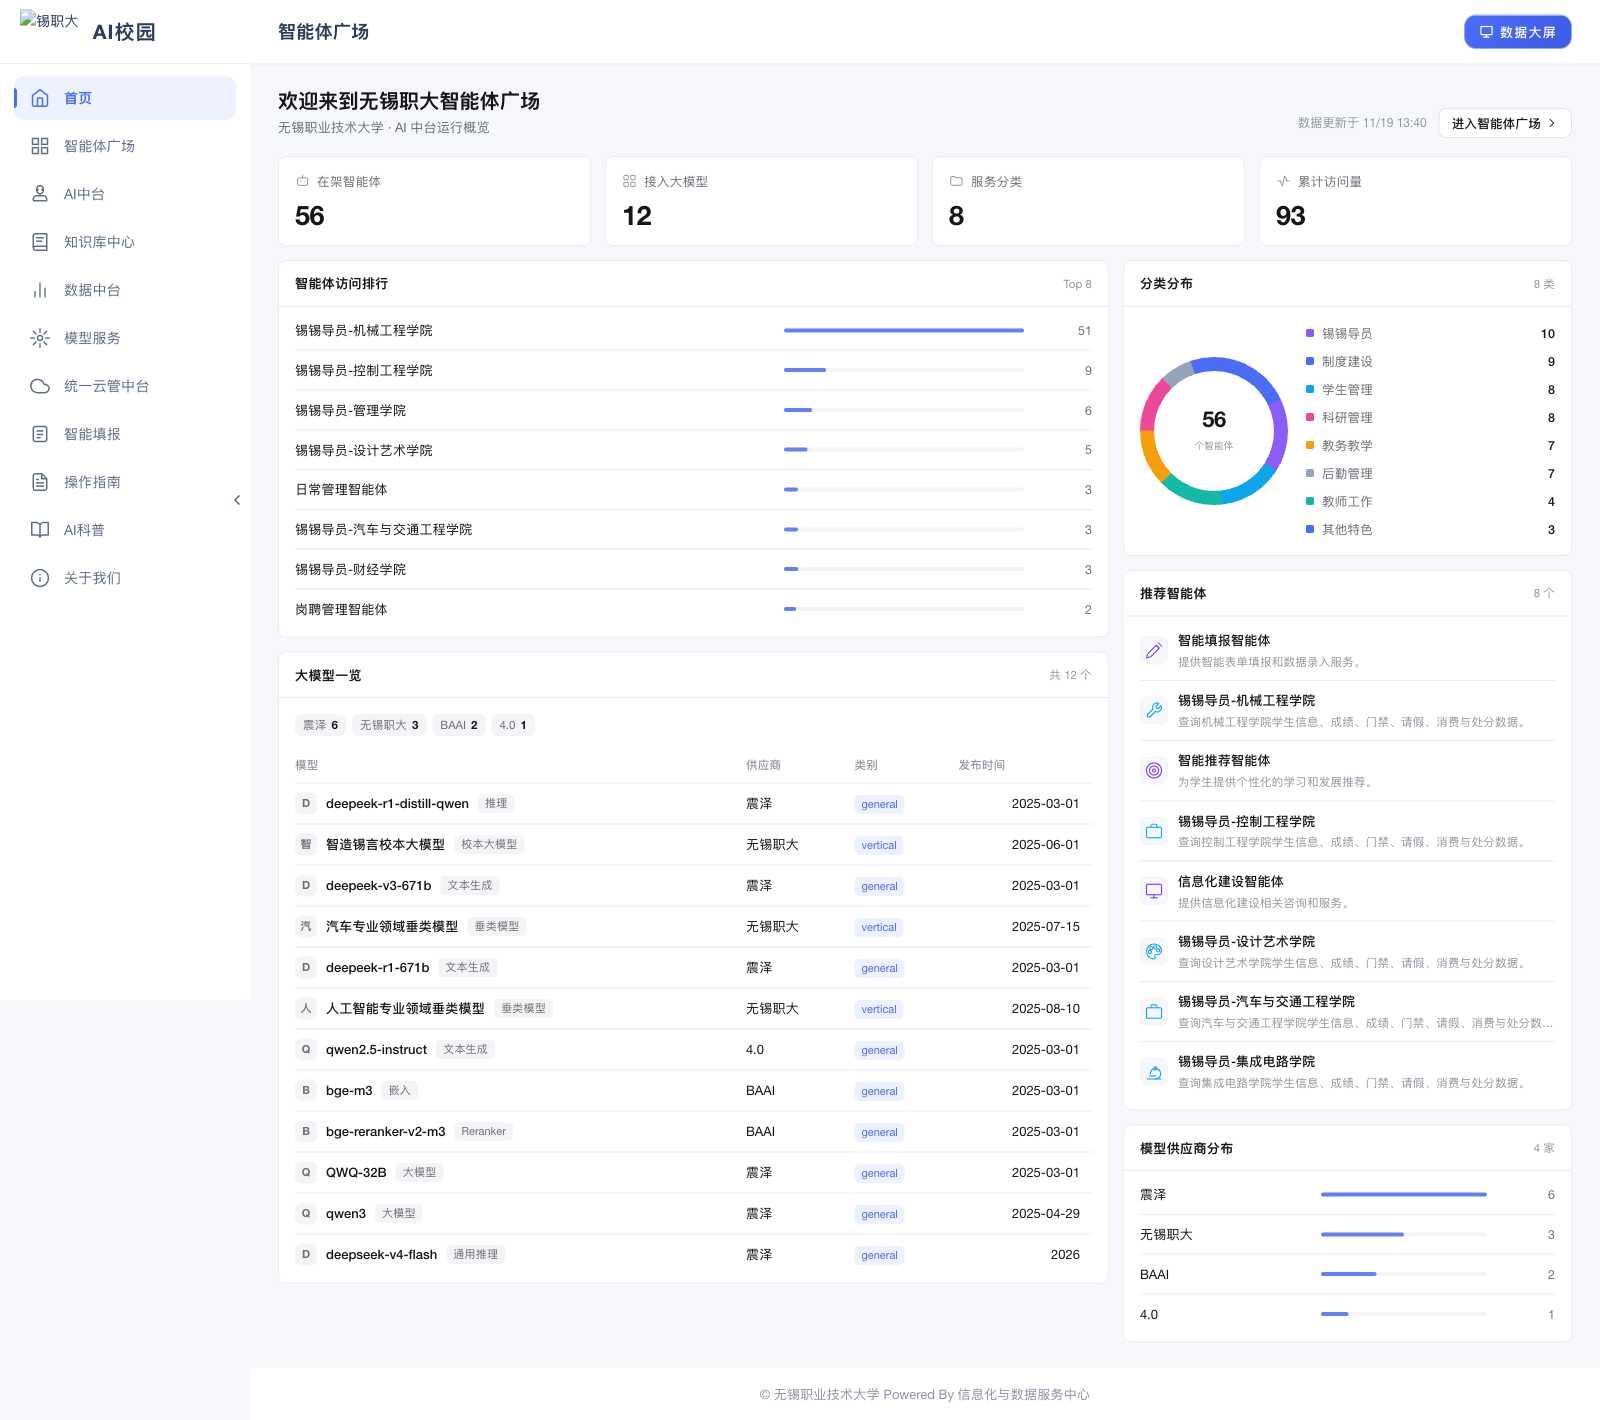 锡职大
AI校园
首页
智能体广场
AI中台
知识库中心
数据中台
模型服务
统一云管中台
智能填报
操作指南
AI科普
关于我们
智能体广场
数据大屏
欢迎来到无锡职大智能体广场
无锡职业技术大学 · AI 中台运行概览
数据更新于 11/19 13:40
进入智能体广场
在架智能体
56
接入大模型
12
服务分类
8
累计访问量
93
智能体访问排行 Top 8
锡锡导员-机械工程学院 51
锡锡导员-控制工程学院 9
锡锡导员-管理学院 6
锡锡导员-设计艺术学院 5
日常管理智能体 3
锡锡导员-汽车与交通工程学院 3
锡锡导员-财经学院 3
岗聘管理智能体 2
大模型一览 共 12 个
震泽 6 无锡职大 3 BAAI 2 4.0 1
模型 供应商 类别 发布时间
D deepeek-r1-distill-qwen 推理 震泽 general 2025-03-01
智 智造锡言校本大模型 校本大模型 无锡职大 vertical 2025-06-01
D deepeek-v3-671b 文本生成 震泽 general 2025-03-01
汽 汽车专业领域垂类模型 垂类模型 无锡职大 vertical 2025-07-15
D deepeek-r1-671b 文本生成 震泽 general 2025-03-01
人 人工智能专业领域垂类模型 垂类模型 无锡职大 vertical 2025-08-10
Q qwen2.5-instruct 文本生成 4.0 general 2025-03-01
B bge-m3 嵌入 BAAI general 2025-03-01
B bge-reranker-v2-m3 Reranker BAAI general 2025-03-01
Q QWQ-32B 大模型 震泽 general 2025-03-01
Q qwen3 大模型 震泽 general 2025-04-29
D deepseek-v4-flash 通用推理 震泽 general 2026
分类分布 8 类
56
个智能体
锡锡导员 10
制度建设 9
学生管理 8
科研管理 8
教务教学 7
后勤管理 7
教师工作 4
其他特色 3
推荐智能体 8 个
智能填报智能体
提供智能表单填报和数据录入服务。
锡锡导员-机械工程学院
查询机械工程学院学生信息、成绩、门禁、请假、消费与处分数据。
智能推荐智能体
为学生提供个性化的学习和发展推荐。
锡锡导员-控制工程学院
查询控制工程学院学生信息、成绩、门禁、请假、消费与处分数据。
信息化建设智能体
提供信息化建设相关咨询和服务。
锡锡导员-设计艺术学院
查询设计艺术学院学生信息、成绩、门禁、请假、消费与处分数据。
锡锡导员-汽车与交通工程学院
查询汽车与交通工程学院学生信息、成绩、门禁、请假、消费与处分数…
锡锡导员-集成电路学院
查询集成电路学院学生信息、成绩、门禁、请假、消费与处分数据。
模型供应商分布 4 家
震泽 6
无锡职大 3
BAAI 2
4.0 1
© 无锡职业技术大学 Powered By 信息化与数据服务中心